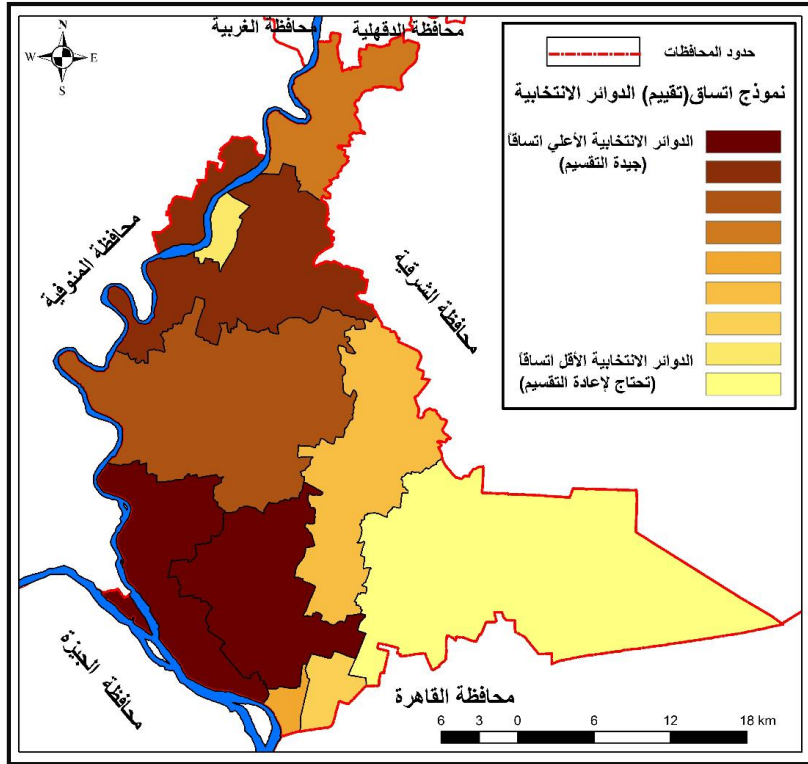 محافظة الغربية
محافظة الدقهلية
N
W
E
S
حدود المحافظات
نموذج اتساق(تقييم) الدوائر الانتخابية
الدوائر الانتخابية الأعلي اتساقاً
(جيدة التقسيم)
محافظة المنوفية
محافظة الشرقية
الدوائر الانتخابية الأقل اتساقاً
(تحتاج لإعادة التقسيم)
محافظة الجيزة
محافظة القاهرة
6 3 0 6 12 18 km